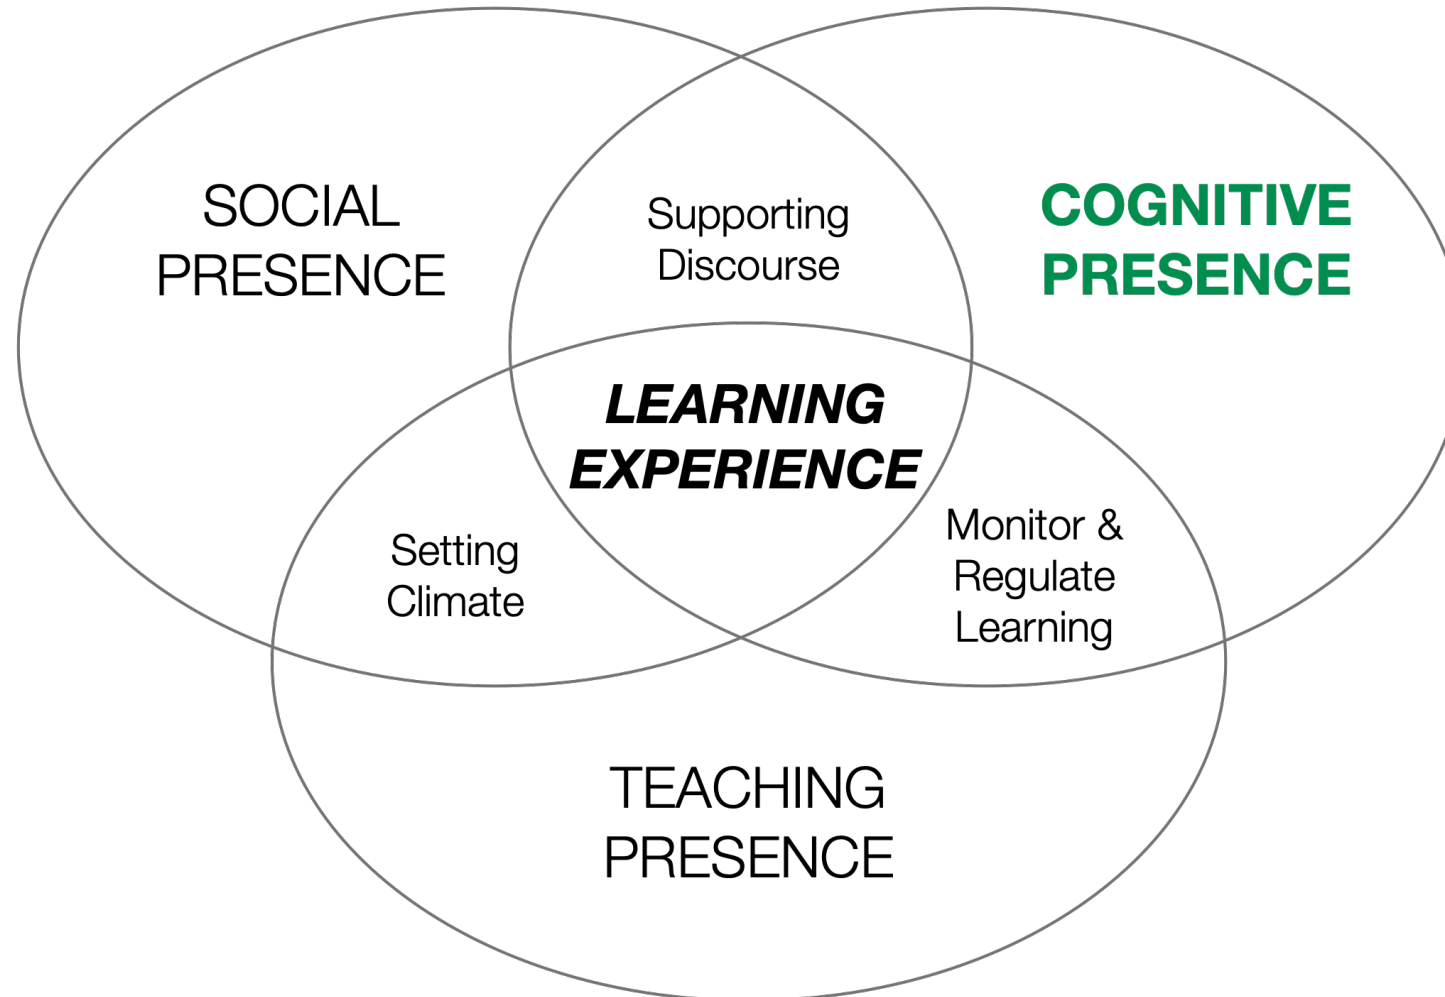 SOCIAL
PRESENCE
Supporting
Discourse
COGNITIVE
PRESENCE
LEARNING
EXPERIENCE
Setting
Climate
Monitor &
Regulate
Learning
TEACHING
PRESENCE